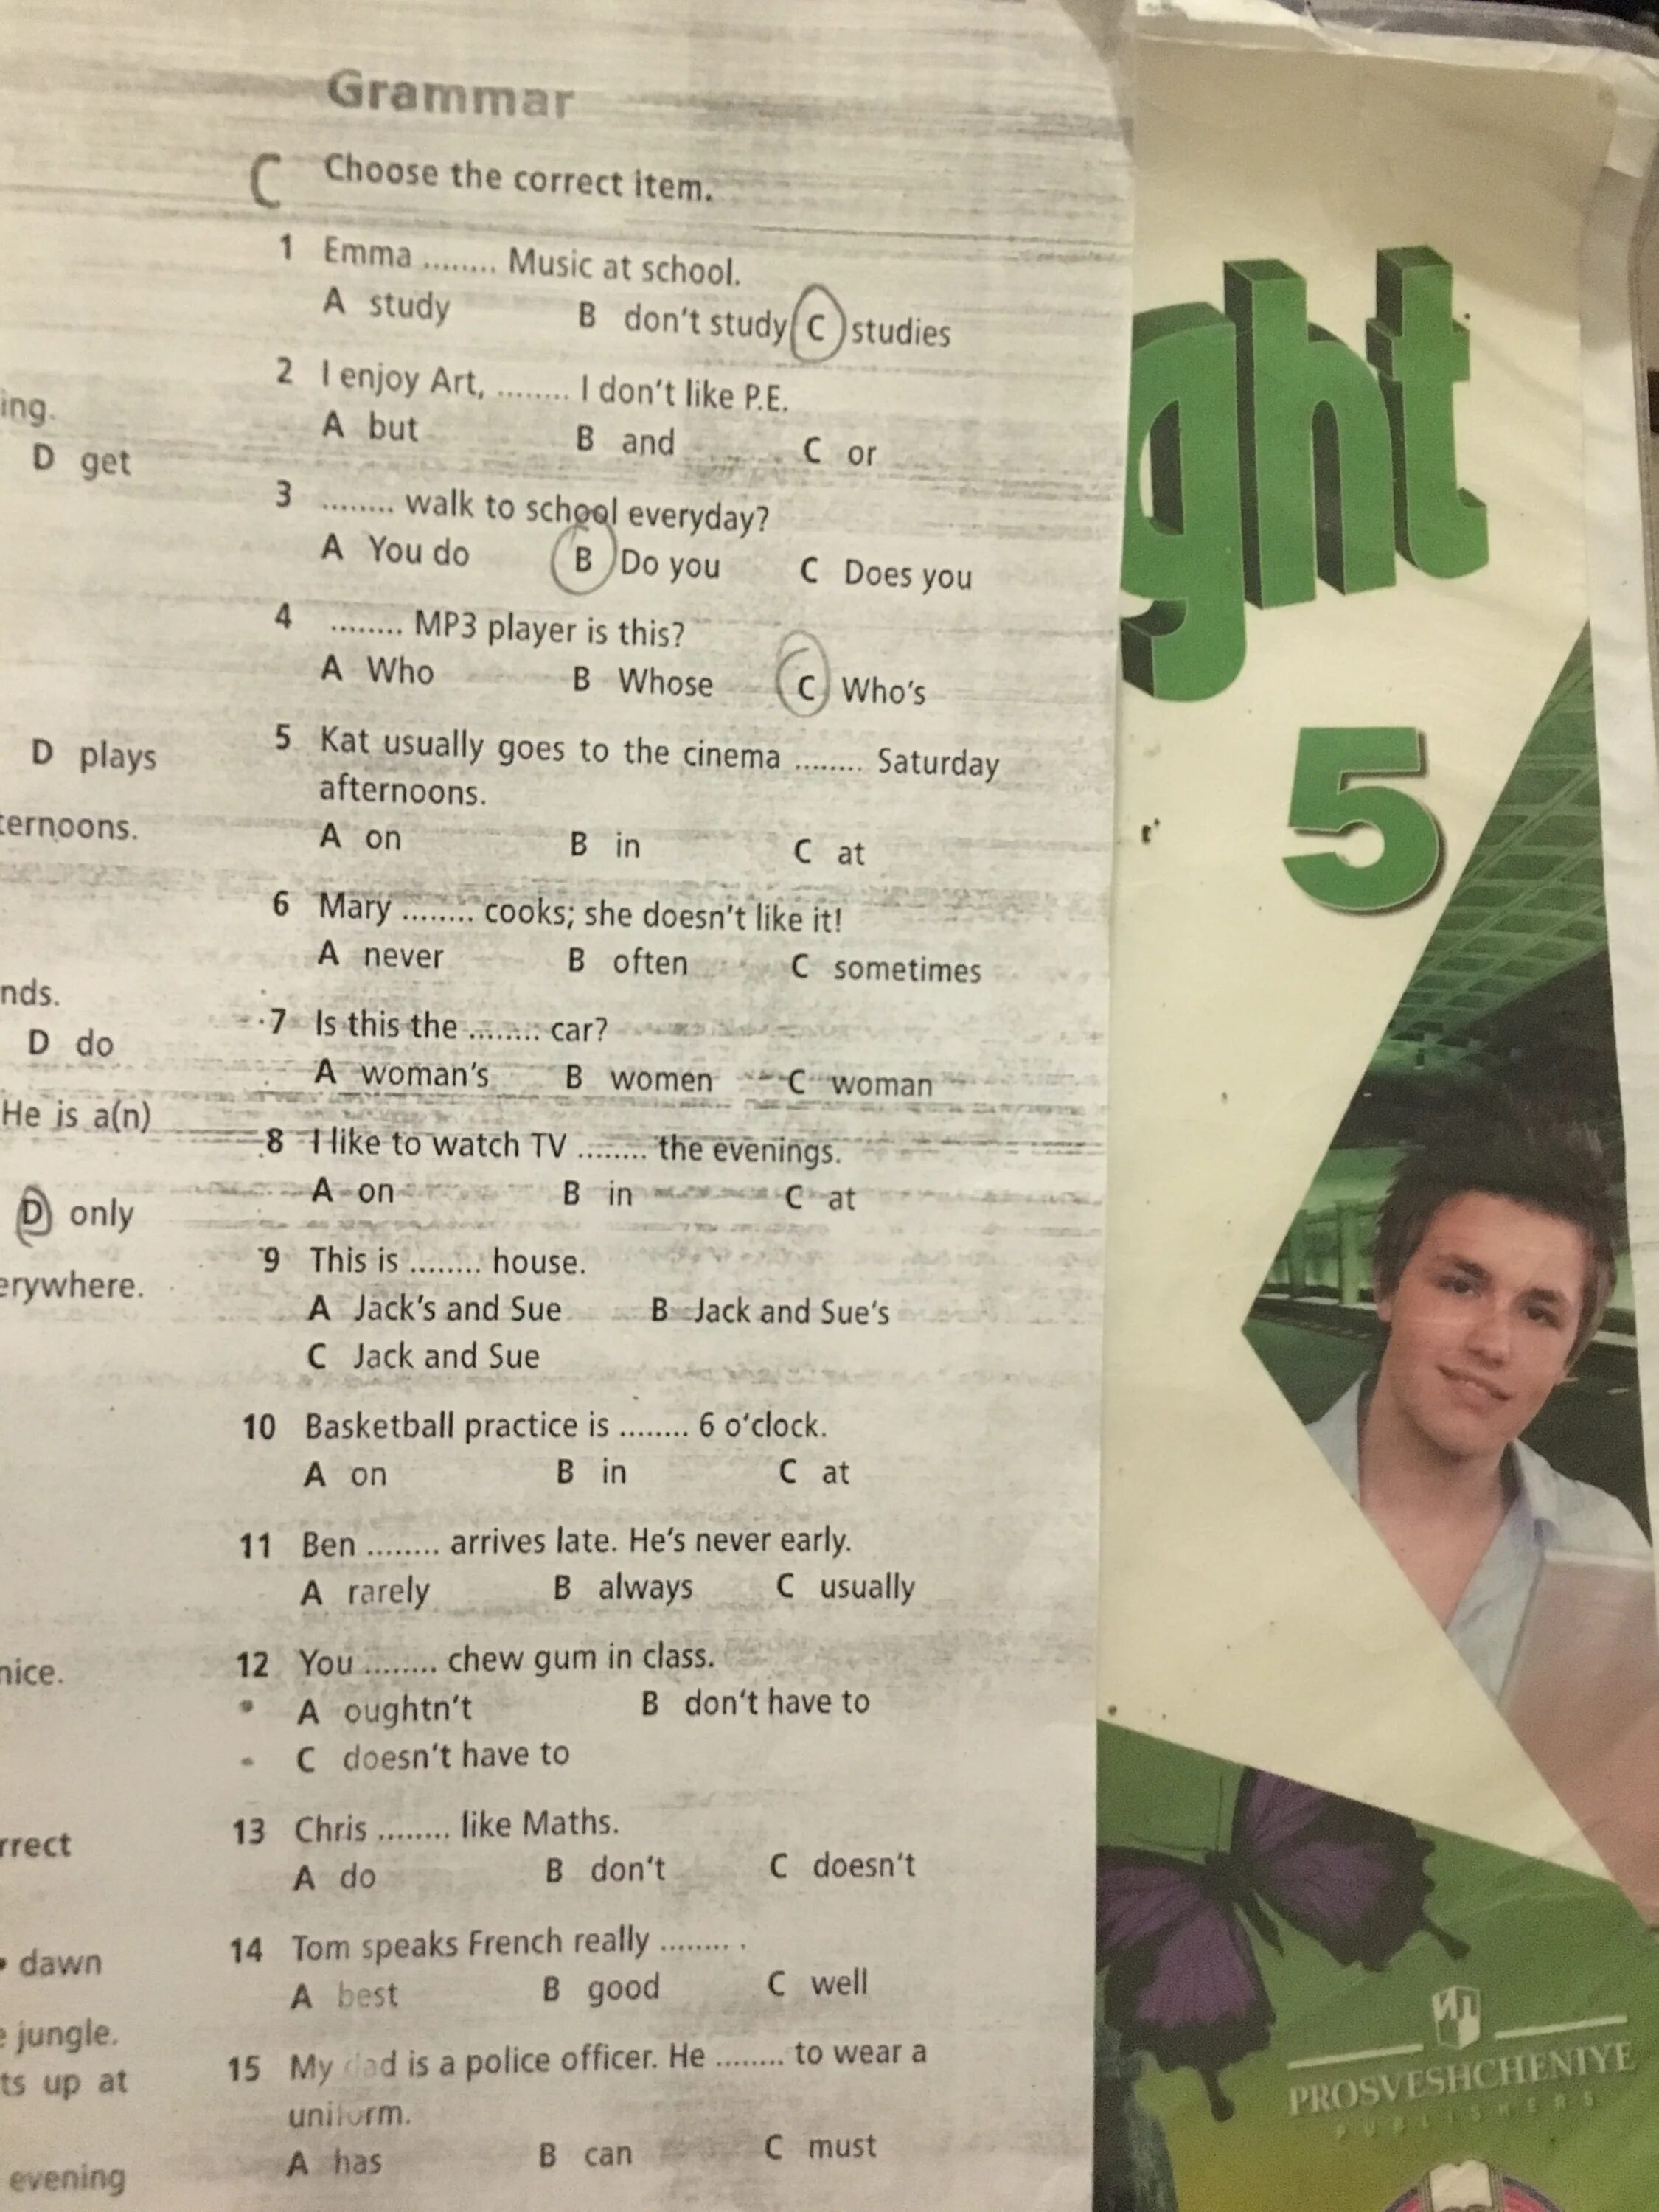 ing.
D get
D plays
ternoons.
nds.
D do
He is a(n)
D only
erywhere.
nice.
rrect
• dawn
e jungle.
ts up at
evening
Grammar
C Choose the correct item.
1 Emma ........ Music at school.
A study B don't study C studies
2 I enjoy Art, ........ I don't like P.E.
A but B and C or
3 ........ walk to school everyday?
A You do B Do you C Does you
4 ........ MP3 player is this?
A Who B Whose C Who's
5 Kat usually goes to the cinema ........ Saturday
afternoons.
A on B in C at
6 Mary ........ cooks; she doesn't like it!
A never B often C sometimes
7 Is this the ........ car?
A woman's B women C woman
8 I like to watch TV ........ the evenings.
A on B in C at
9 This is ........ house.
A Jack's and Sue B Jack and Sue's
C Jack and Sue
10 Basketball practice is ........ 6 o'clock.
A on B in C at
11 Ben ........ arrives late. He's never early.
A rarely B always C usually
12 You ........ chew gum in class.
A oughtn't B don't have to
C doesn't have to
13 Chris ........ like Maths.
A do B don't C doesn't
14 Tom speaks French really ........ .
A best B good C well
15 My dad is a police officer. He ........ to wear a
uniform.
A has B can C must
ght
5
ИП
PROSVESHCHENIYE
PUBLISHERS